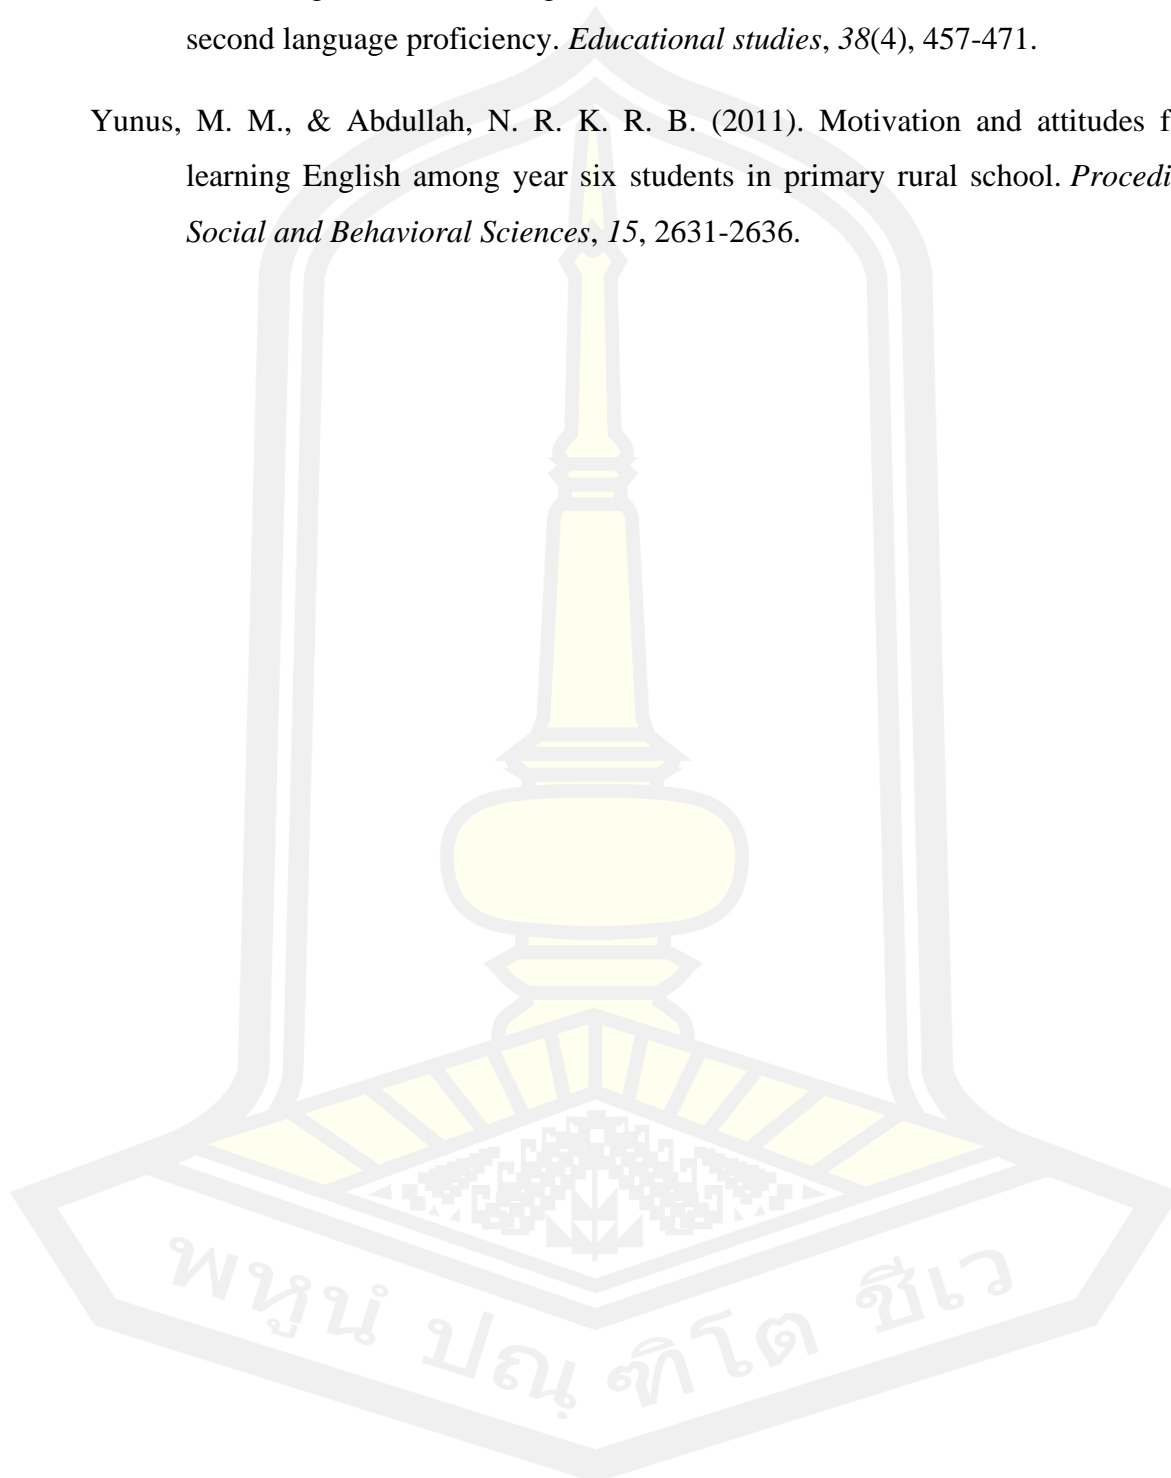 second language proficiency. Educational studies, 38(4), 457-471.
Yunus, M. M., & Abdullah, N. R. K. R. B. (2011). Motivation and attitudes f
learning English among year six students in primary rural school. Procedi
Social and Behavioral Sciences, 15, 2631-2636.
พหูนํ ปณฺ ฑิโต ชีเว